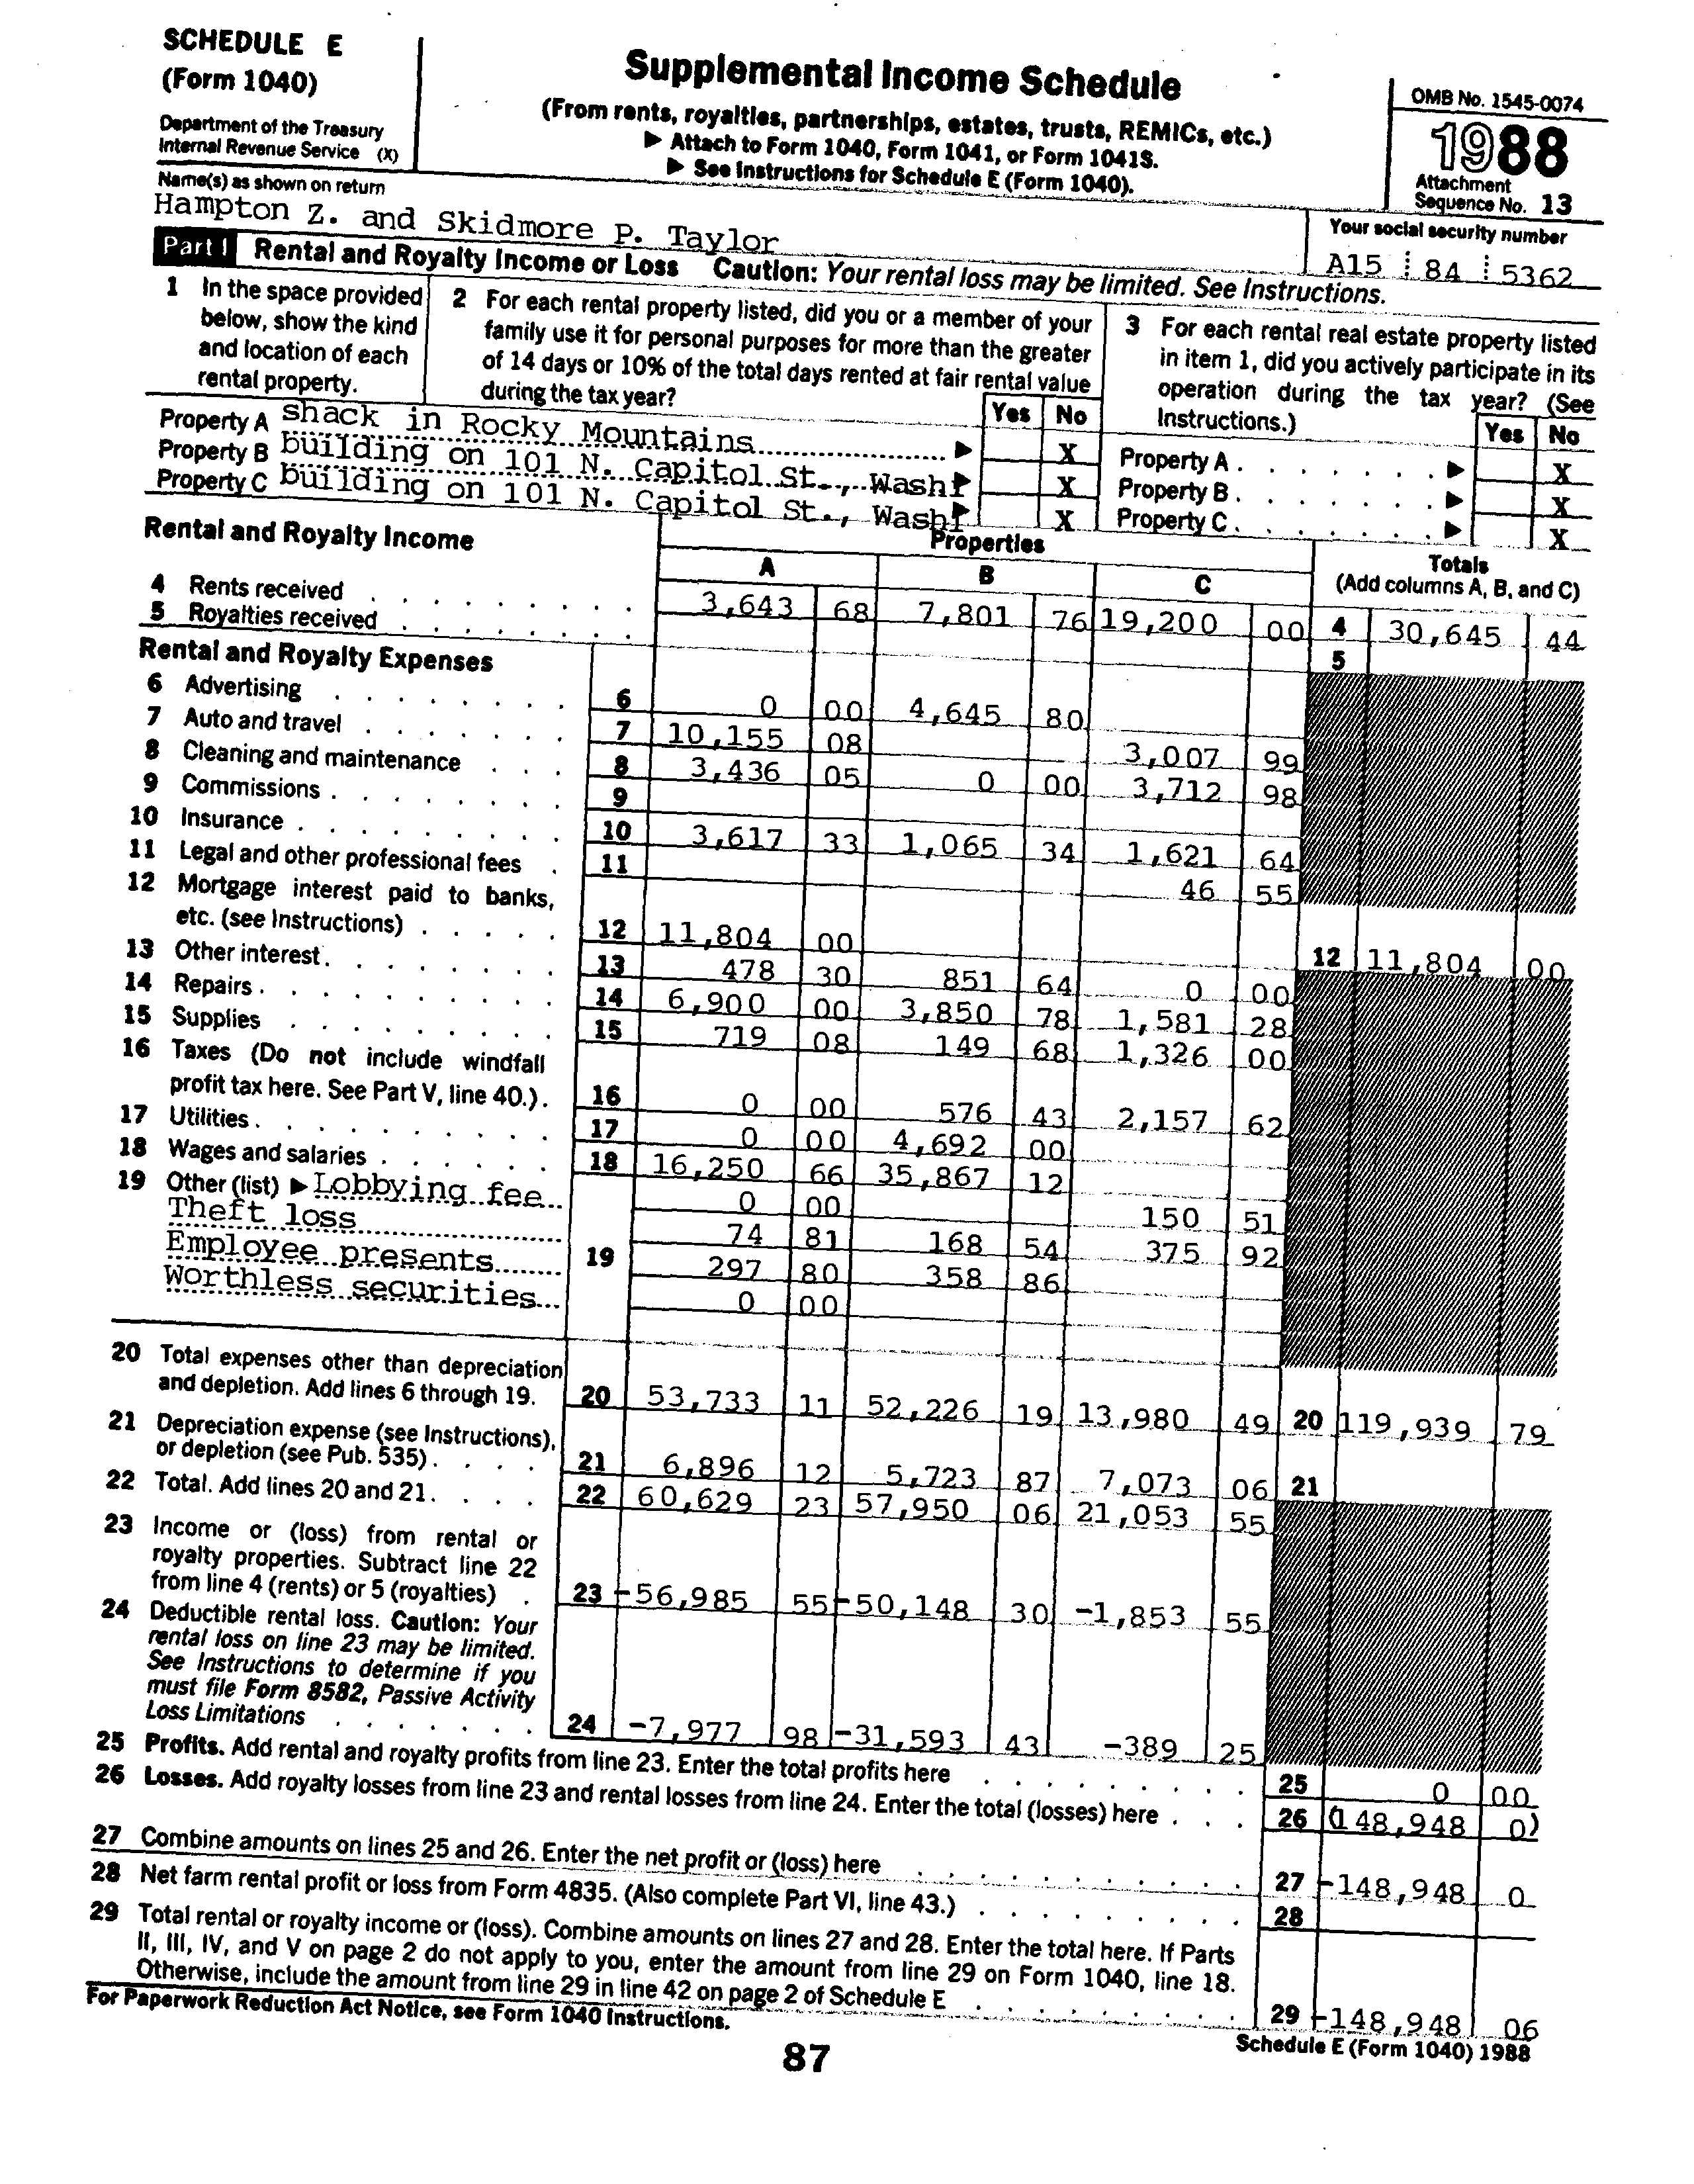 SCHEDULE E
(Form 1040)
Department of the Treasury
Internal Revenue Service (X)
Supplemental Income Schedule
(From rents, royalties, partnerships, estates, trusts, REMICs, etc.)
▶ Attach to Form 1040, Form 1041, or Form 1041S.
▶ See Instructions for Schedule E (Form 1040).
OMB No. 1545-0074
1988
Attachment
Sequence No. 13
Name(s) as shown on return
Hampton Z. and Skidmore P. Taylor
Your social security number
A15 84 5362
Part I Rental and Royalty Income or Loss Caution: Your rental loss may be limited. See Instructions.
1 In the space provided
below, show the kind
and location of each
rental property.
2 For each rental property listed, did you or a member of your
family use it for personal purposes for more than the greater
of 14 days or 10% of the total days rented at fair rental value
during the tax year?
Yes No
3 For each rental real estate property listed
in item 1, did you actively participate in its
operation during the tax year? (See
Instructions.)
Yes No
Property A shack in Rocky Mountains ▶ X
Property B building on 101 N. Capitol St., Wash ▶ X
Property C building on 101 N. Capitol St., Wash ▶ X
Property A . ▶ X
Property B . ▶ X
Property C . ▶ X
Rental and Royalty Income
Properties
A B C
Totals
(Add columns A, B, and C)
4 Rents received 3,643 68 7,801 76 19,200 00 4 30,645 44
5 Royalties received 5
Rental and Royalty Expenses
6 Advertising 6 0 00 4,645 80
7 Auto and travel 7 10,155 08 3,007 99
8 Cleaning and maintenance 8 3,436 05 0 00 3,712 98
9 Commissions 9
10 Insurance 10 3,617 33 1,065 34 1,621 64
11 Legal and other professional fees 11 46 55
12 Mortgage interest paid to banks,
etc. (see Instructions) 12 11,804 00 12 11,804 00
13 Other interest 13 478 30 851 64 0 00
14 Repairs 14 6,900 00 3,850 78 1,581 28
15 Supplies 15 719 08 149 68 1,326 00
16 Taxes (Do not include windfall
profit tax here. See Part V, line 40.) . 16 0 00 576 43 2,157 62
17 Utilities 17 0 00 4,692 00
18 Wages and salaries 18 16,250 66 35,867 12
19 Other (list) ▶ Lobbying fee 0 00 150 51
Theft loss 74 81 168 54 375 92
Employee presents 19 297 80 358 86
Worthless securities 0 00
20 Total expenses other than depreciation
and depletion. Add lines 6 through 19. 20 53,733 11 52,226 19 13,980 49 20 119,939 79
21 Depreciation expense (see Instructions),
or depletion (see Pub. 535) 21 6,896 12 5,723 87 7,073 06 21
22 Total. Add lines 20 and 21 22 60,629 23 57,950 06 21,053 55
23 Income or (loss) from rental or
royalty properties. Subtract line 22
from line 4 (rents) or 5 (royalties) 23 -56,985 55 -50,148 30 -1,853 55
24 Deductible rental loss. Caution: Your
rental loss on line 23 may be limited.
See Instructions to determine if you
must file Form 8582, Passive Activity
Loss Limitations 24 -7,977 98 -31,593 43 -389 25
25 Profits. Add rental and royalty profits from line 23. Enter the total profits here 25 0 00
26 Losses. Add royalty losses from line 23 and rental losses from line 24. Enter the total (losses) here 26 (148,948 0)
27 Combine amounts on lines 25 and 26. Enter the net profit or (loss) here 27 -148,948 0
28 Net farm rental profit or loss from Form 4835. (Also complete Part VI, line 43.) 28
29 Total rental or royalty income or (loss). Combine amounts on lines 27 and 28. Enter the total here. If Parts
II, III, IV, and V on page 2 do not apply to you, enter the amount from line 29 on Form 1040, line 18.
Otherwise, include the amount from line 29 in line 42 on page 2 of Schedule E 29 -148,948 06
For Paperwork Reduction Act Notice, see Form 1040 Instructions.
Schedule E (Form 1040) 1988
87